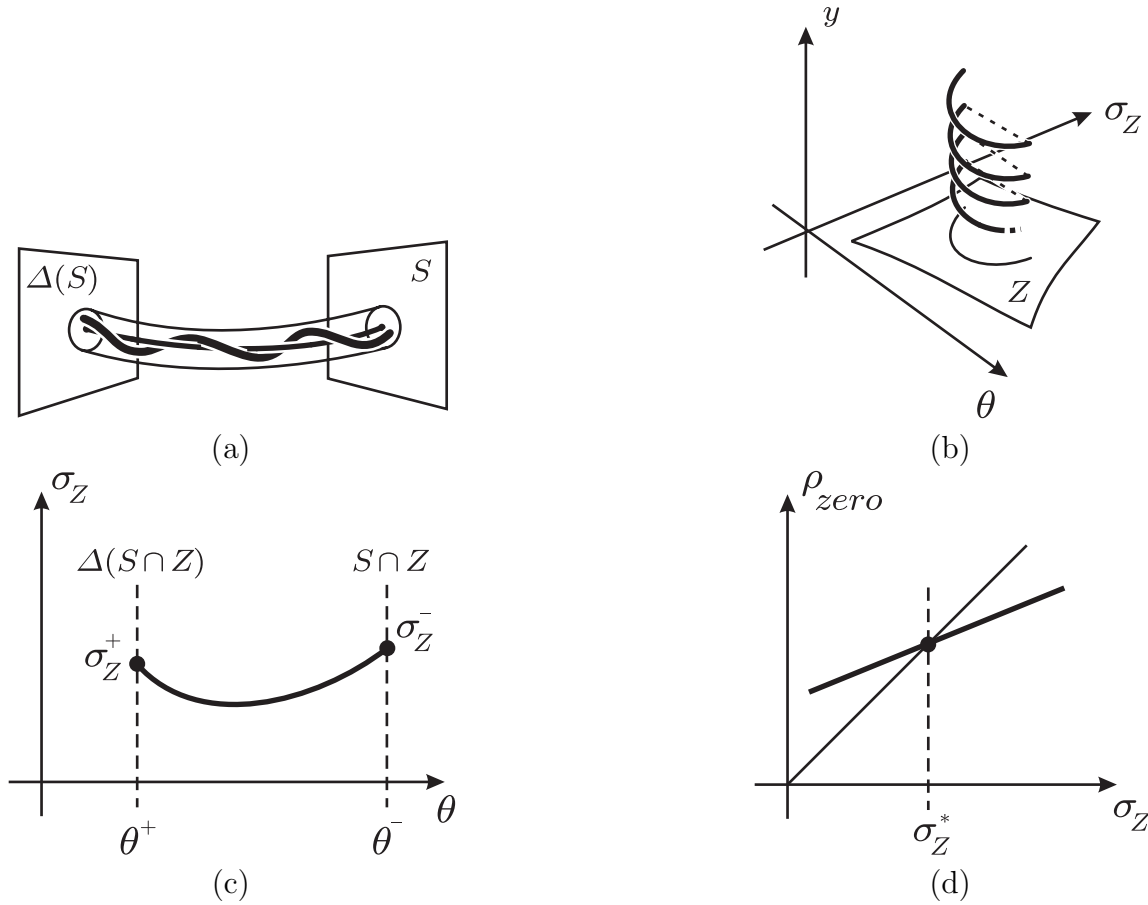 Δ(S)
S
(a)
y
σ_Z
Z
θ
(b)
σ_Z
Δ(S ∩ Z)
S ∩ Z
σ_Z^+
σ_Z^-
θ
θ^+
θ^-
(c)
ρ_zero
σ_Z
σ_Z^*
(d)